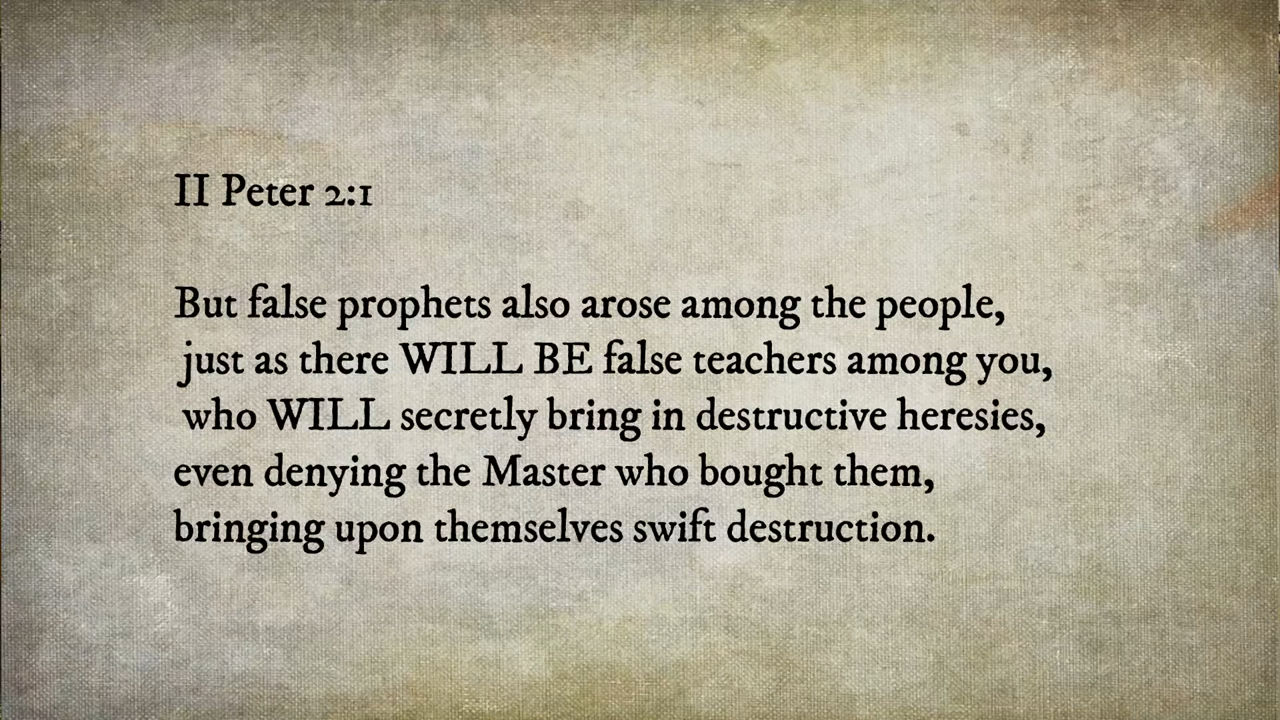 II Peter 2:1
But false prophets also arose among the people,
just as there WILL BE false teachers among you,
who WILL secretly bring in destructive heresies,
even denying the Master who bought them,
bringing upon themselves swift destruction.